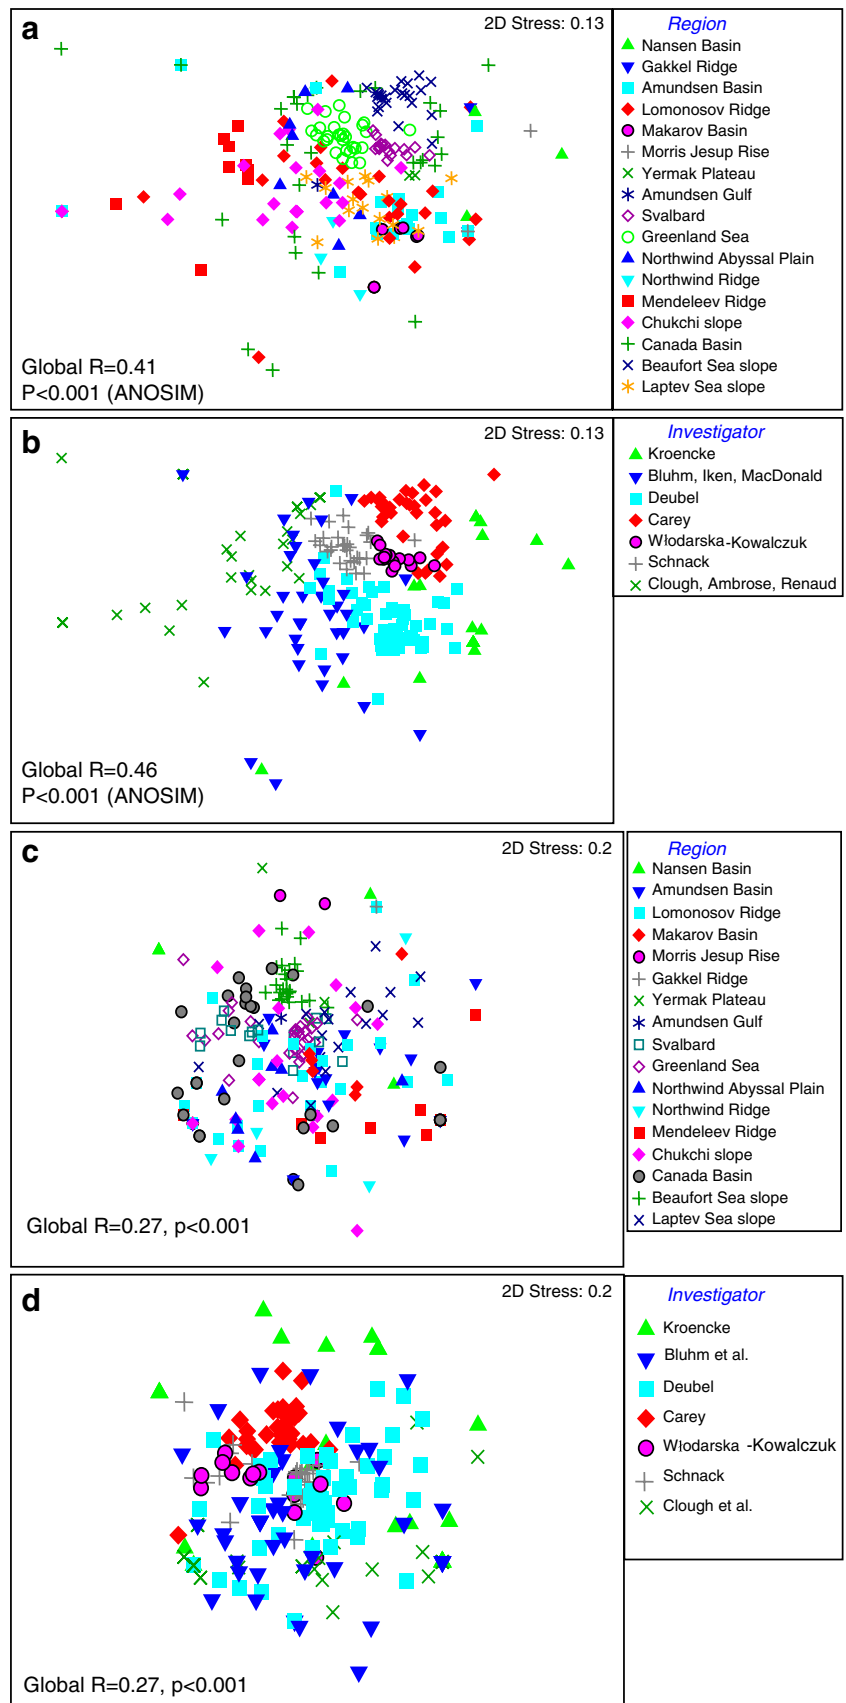 a
2D Stress: 0.13
Global R=0.41
P<0.001 (ANOSIM)
Region
Nansen Basin
Gakkel Ridge
Amundsen Basin
Lomonosov Ridge
Makarov Basin
Morris Jesup Rise
Yermak Plateau
Amundsen Gulf
Svalbard
Greenland Sea
Northwind Abyssal Plain
Northwind Ridge
Mendeleev Ridge
Chukchi slope
Canada Basin
Beaufort Sea slope
Laptev Sea slope
b
2D Stress: 0.13
Global R=0.46
P<0.001 (ANOSIM)
Investigator
Kroencke
Bluhm, Iken, MacDonald
Deubel
Carey
Włodarska-Kowalczuk
Schnack
Clough, Ambrose, Renaud
c
2D Stress: 0.2
Global R=0.27, p<0.001
Region
Nansen Basin
Amundsen Basin
Lomonosov Ridge
Makarov Basin
Morris Jesup Rise
Gakkel Ridge
Yermak Plateau
Amundsen Gulf
Svalbard
Greenland Sea
Northwind Abyssal Plain
Northwind Ridge
Mendeleev Ridge
Chukchi slope
Canada Basin
Beaufort Sea slope
Laptev Sea slope
d
2D Stress: 0.2
Global R=0.27, p<0.001
Investigator
Kroencke
Bluhm et al.
Deubel
Carey
Włodarska -Kowalczuk
Schnack
Clough et al.